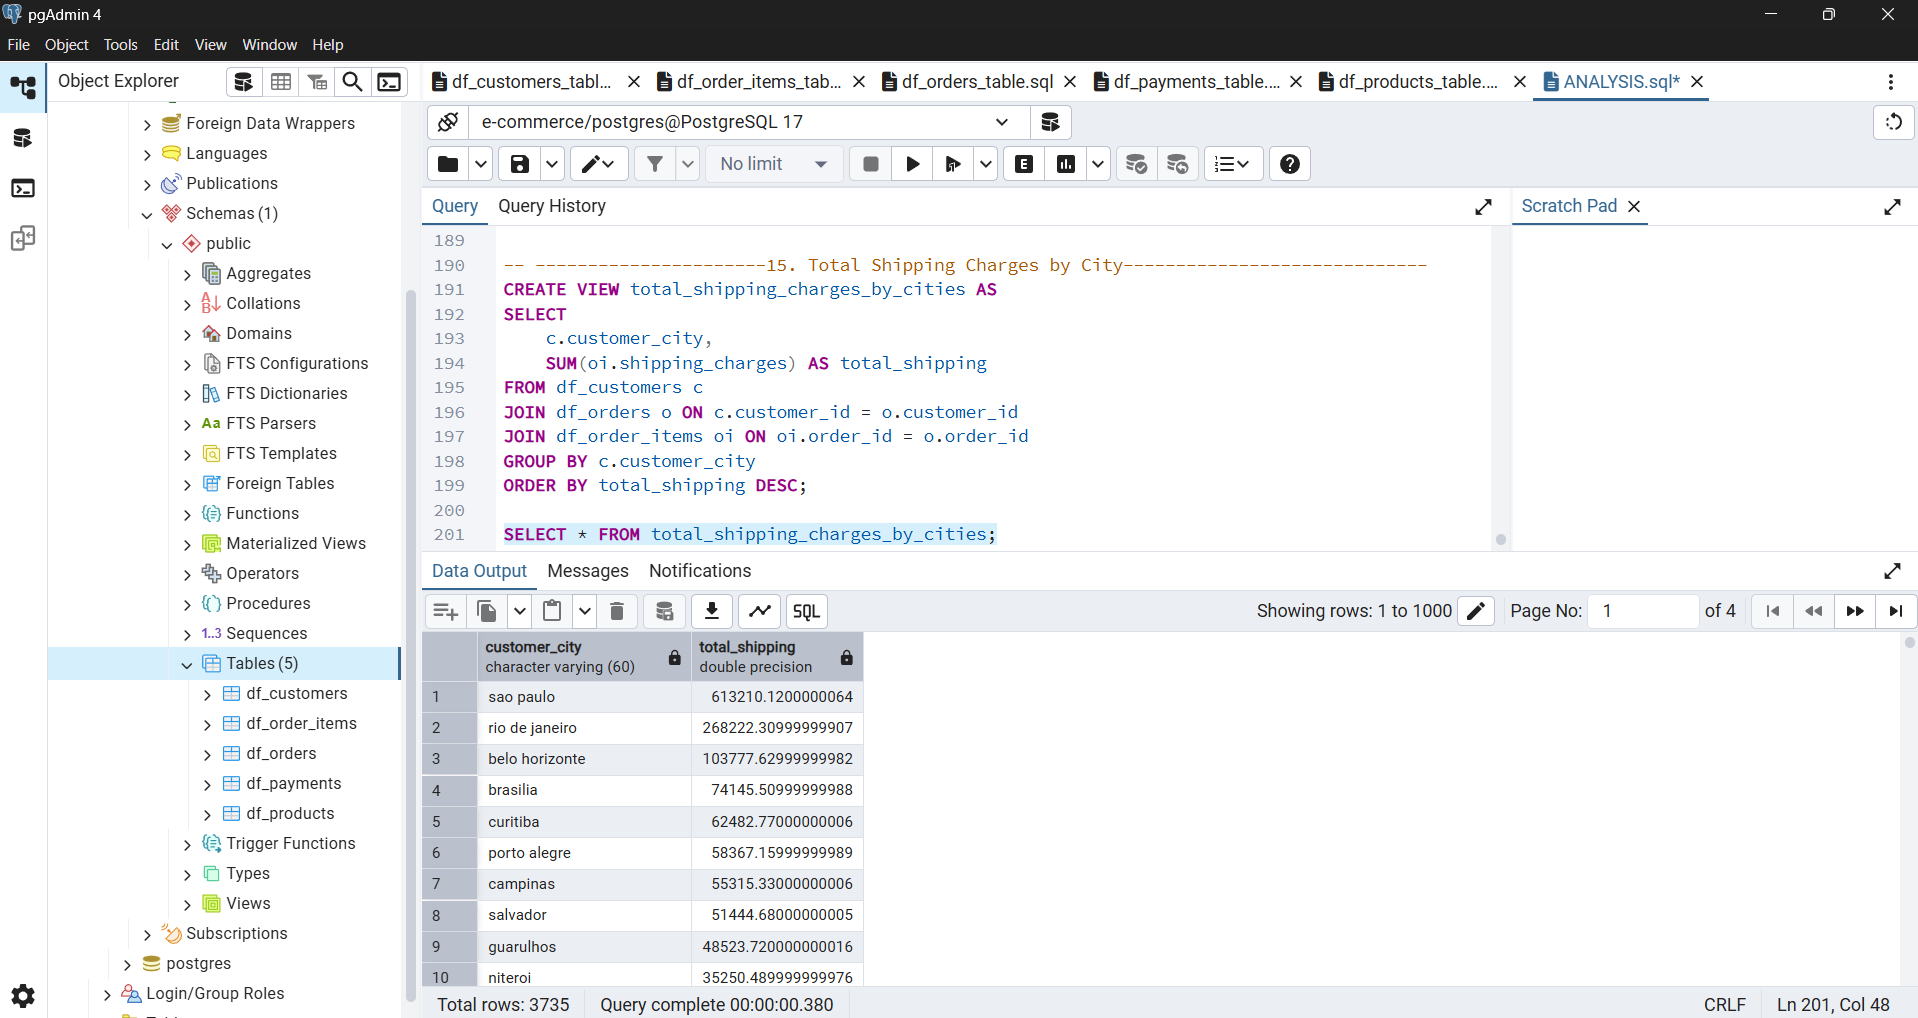 pgAdmin 4
File Object Tools Edit View Window Help
Object Explorer
df_customers_tabl... df_order_items_tab... df_orders_table.sql df_payments_table.... df_products_table.... ANALYSIS.sql*
e-commerce/postgres@PostgreSQL 17
No limit
E
SQL
Query Query History
Scratch Pad
Foreign Data Wrappers
Languages
Publications
Schemas (1)
public
Aggregates
Collations
Domains
FTS Configurations
FTS Dictionaries
Aa FTS Parsers
FTS Templates
Foreign Tables
Functions
Materialized Views
Operators
Procedures
1..3 Sequences
Tables (5)
df_customers
df_order_items
df_orders
df_payments
df_products
Trigger Functions
Types
Views
Subscriptions
postgres
Login/Group Roles
189
190 -- ----------------------15. Total Shipping Charges by City-----------------------------
191 CREATE VIEW total_shipping_charges_by_cities AS
192 SELECT
193 c.customer_city,
194 SUM(oi.shipping_charges) AS total_shipping
195 FROM df_customers c
196 JOIN df_orders o ON c.customer_id = o.customer_id
197 JOIN df_order_items oi ON oi.order_id = o.order_id
198 GROUP BY c.customer_city
199 ORDER BY total_shipping DESC;
200
201 SELECT * FROM total_shipping_charges_by_cities;
Data Output Messages Notifications
Showing rows: 1 to 1000 Page No: 1 of 4
customer_city total_shipping
character varying (60) double precision
1 sao paulo 613210.1200000064
2 rio de janeiro 268222.30999999907
3 belo horizonte 103777.62999999982
4 brasilia 74145.50999999988
5 curitiba 62482.77000000006
6 porto alegre 58367.15999999989
7 campinas 55315.33000000006
8 salvador 51444.68000000005
9 guarulhos 48523.720000000016
10 niteroi 35250.489999999976
Total rows: 3735 Query complete 00:00:00.380 CRLF Ln 201, Col 48